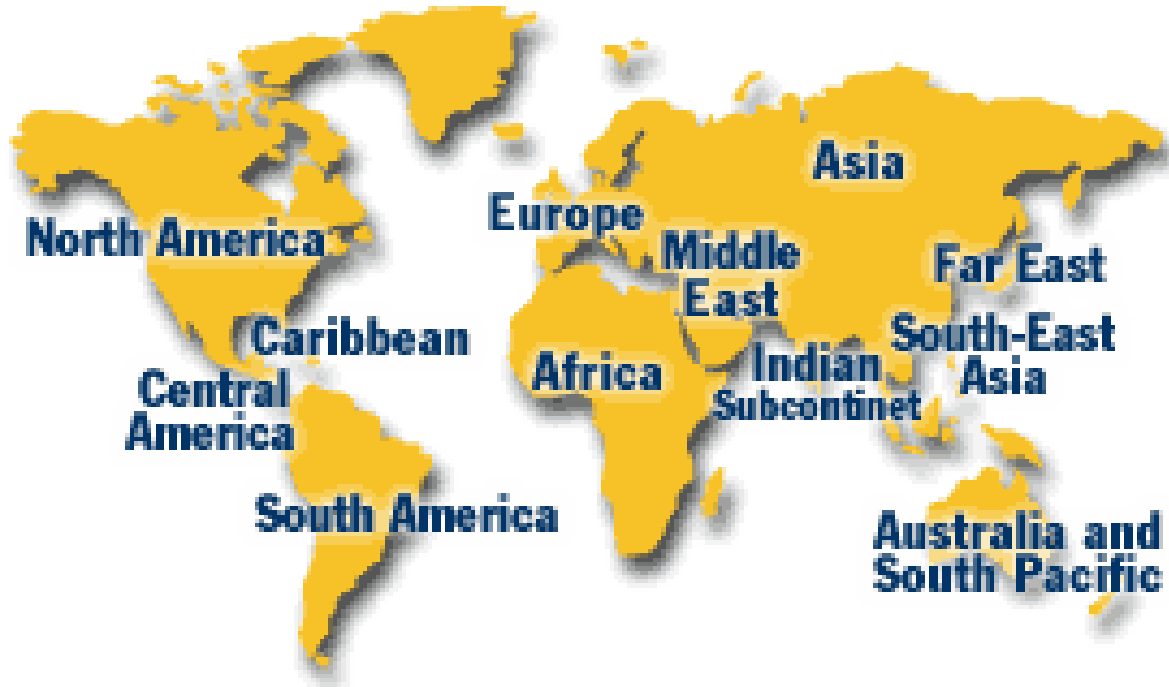 Asia
Europe
North America
Middle
East
Far East
Caribbean
South-East
Asia
Africa
Indian
Subcontinet
Central
America
South America
Australia and
South Pacific